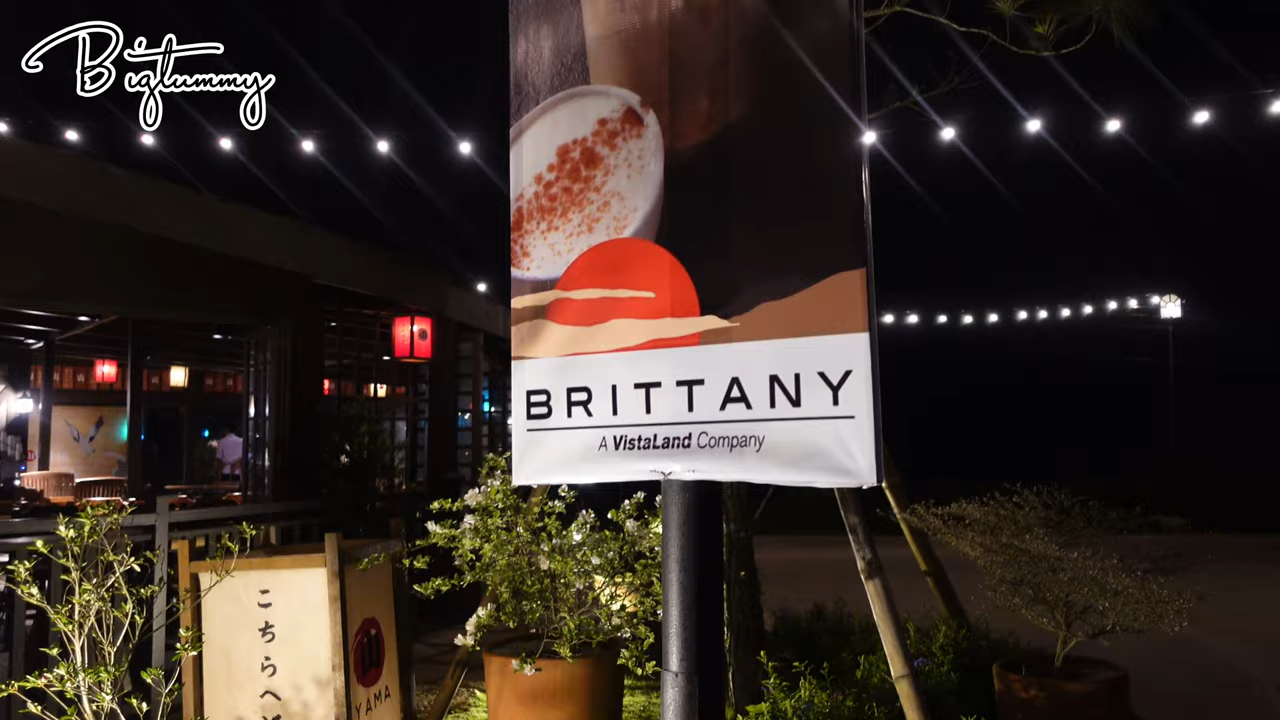 Bigtummy
BRITTANY
A VistaLand Company
こちらへ
YAMA